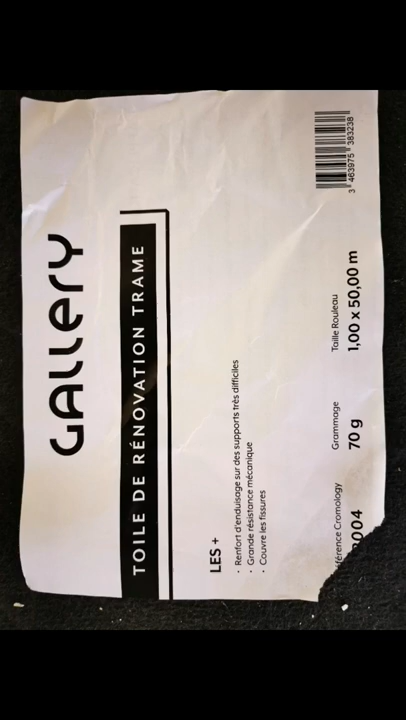 GALLERY
TOILE DE RÉNOVATION TRAME
LES +
· Renfort d'enduisage sur des supports très difficiles
· Grande résistance mécanique
· Couvre les fissures
Cromology
004
Grammage
70 g
Taille Rouleau
1,00 x 50,00 m
3 463975 383238